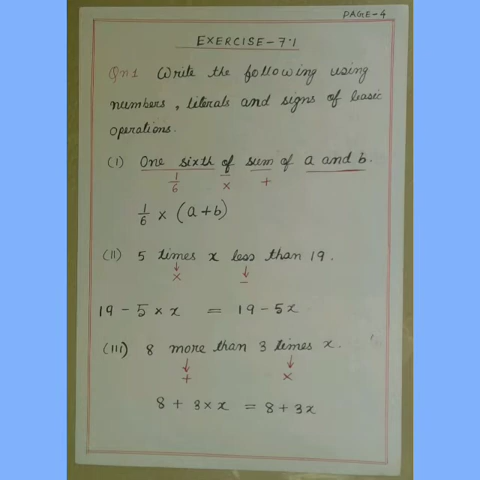 PAGE-4
EXERCISE-7.1
Qn1 Write the following using
numbers, literals and signs of basic
operations.
(I) One sixth of sum of a and b.
1/6 × +
1/6 × (a+b)
(II) 5 times x less than 19.
↓ ↓
× −
19 - 5 × x = 19 - 5x
(III) 8 more than 3 times x.
↓ ↓
+ ×
8 + 3×x = 8 + 3x